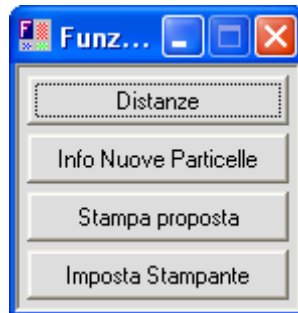 Funz...
Distanze
Info Nuove Particelle
Stampa proposta
Imposta Stampante